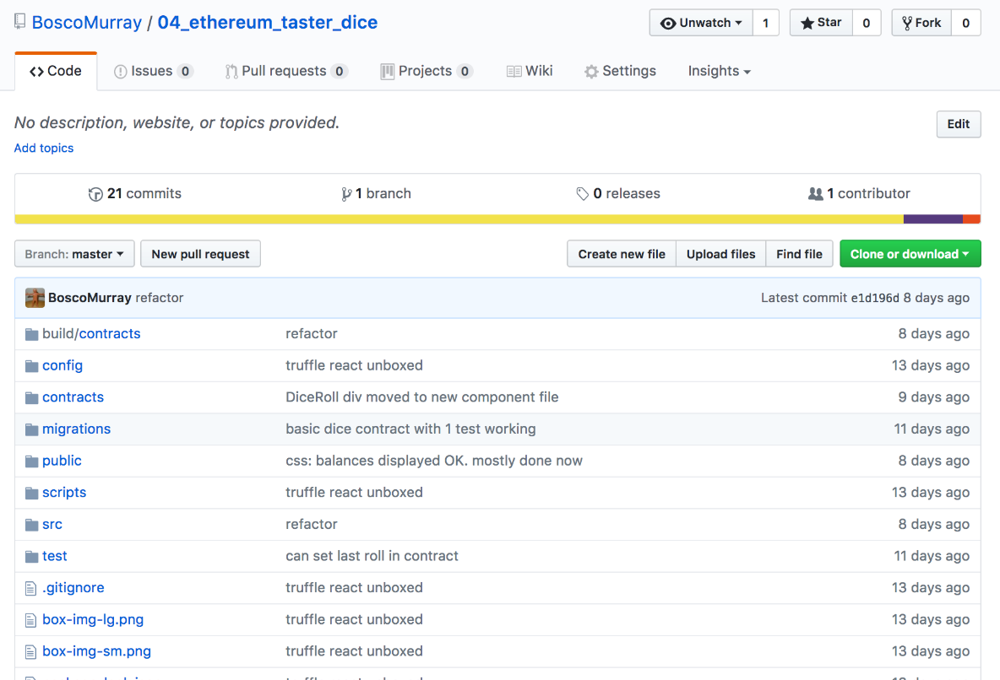 BoscoMurray / 04_ethereum_taster_dice Unwatch 1 Star 0 Fork 0
Code Issues 0 Pull requests 0 Projects 0 Wiki Settings Insights
No description, website, or topics provided. Edit
Add topics
21 commits 1 branch 0 releases 1 contributor
Branch: master New pull request Create new file Upload files Find file Clone or download
BoscoMurray refactor Latest commit e1d196d 8 days ago
build/contracts refactor 8 days ago
config truffle react unboxed 13 days ago
contracts DiceRoll div moved to new component file 9 days ago
migrations basic dice contract with 1 test working 11 days ago
public css: balances displayed OK. mostly done now 8 days ago
scripts truffle react unboxed 13 days ago
src refactor 8 days ago
test can set last roll in contract 11 days ago
.gitignore truffle react unboxed 13 days ago
box-img-lg.png truffle react unboxed 13 days ago
box-img-sm.png truffle react unboxed 13 days ago